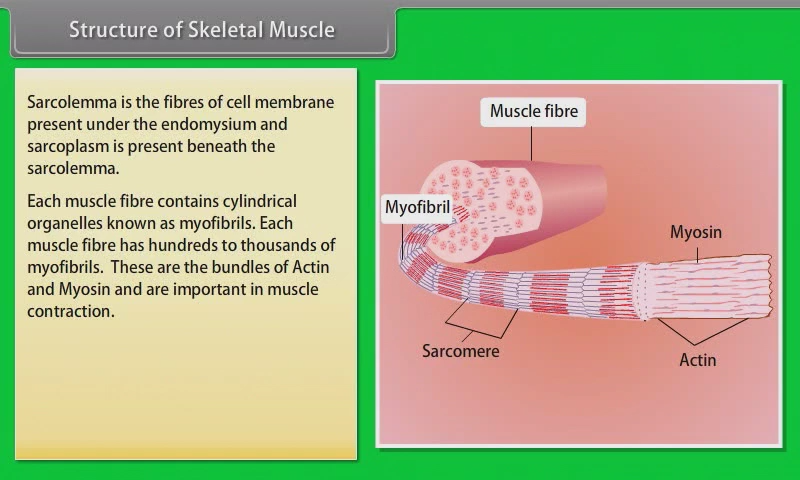 Structure of Skeletal Muscle
Sarcolemma is the fibres of cell membrane
present under the endomysium and
sarcoplasm is present beneath the
sarcolemma.
Each muscle fibre contains cylindrical
organelles known as myofibrils. Each
muscle fibre has hundreds to thousands of
myofibrils. These are the bundles of Actin
and Myosin and are important in muscle
contraction.
Muscle fibre
Myofibril
Myosin
Sarcomere
Actin